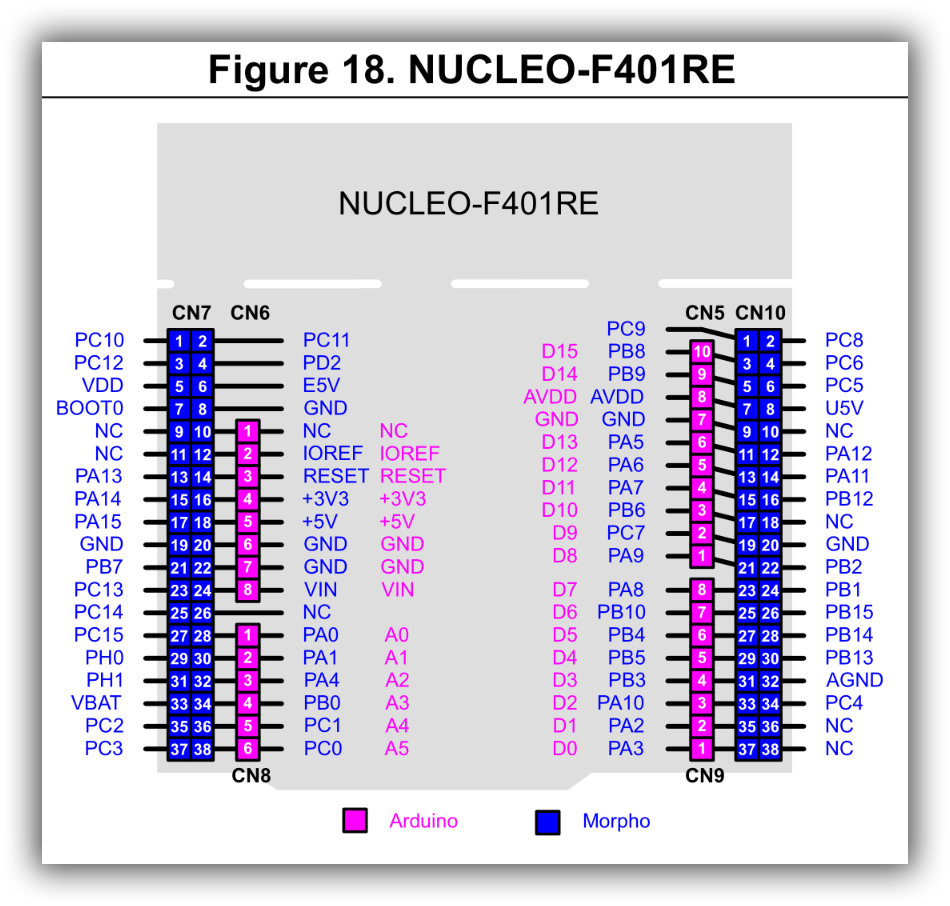 Figure 18. NUCLEO-F401RE
NUCLEO-F401RE
CN7 CN6 CN5 CN10
PC9
PC10 1 2 PC11 1 2 PC8
D15 PB8 10
PC12 3 4 PD2 3 4 PC6
D14 PB9 9
VDD 5 6 E5V 5 6 PC5
AVDD AVDD 8
BOOT0 7 8 GND 7 8 U5V
GND GND 7
NC 9 10 1 NC NC 9 10 NC
D13 PA5 6
NC 11 12 2 IOREF IOREF 11 12 PA12
D12 PA6 5
PA13 13 14 3 RESET RESET 13 14 PA11
D11 PA7 4
PA14 15 16 4 +3V3 +3V3 15 16 PB12
D10 PB6 3
PA15 17 18 5 +5V +5V 17 18 NC
D9 PC7 2
GND 19 20 6 GND GND 19 20 GND
D8 PA9 1
PB7 21 22 7 GND GND 21 22 PB2
PC13 23 24 8 VIN VIN D7 PA8 8 23 24 PB1
PC14 25 26 NC D6 PB10 7 25 26 PB15
PC15 27 28 1 PA0 A0 D5 PB4 6 27 28 PB14
PH0 29 30 2 PA1 A1 D4 PB5 5 29 30 PB13
PH1 31 32 3 PA4 A2 D3 PB3 4 31 32 AGND
VBAT 33 34 4 PB0 A3 D2 PA10 3 33 34 PC4
PC2 35 36 5 PC1 A4 D1 PA2 2 35 36 NC
PC3 37 38 6 PC0 A5 D0 PA3 1 37 38 NC
CN8 CN9
Arduino Morpho